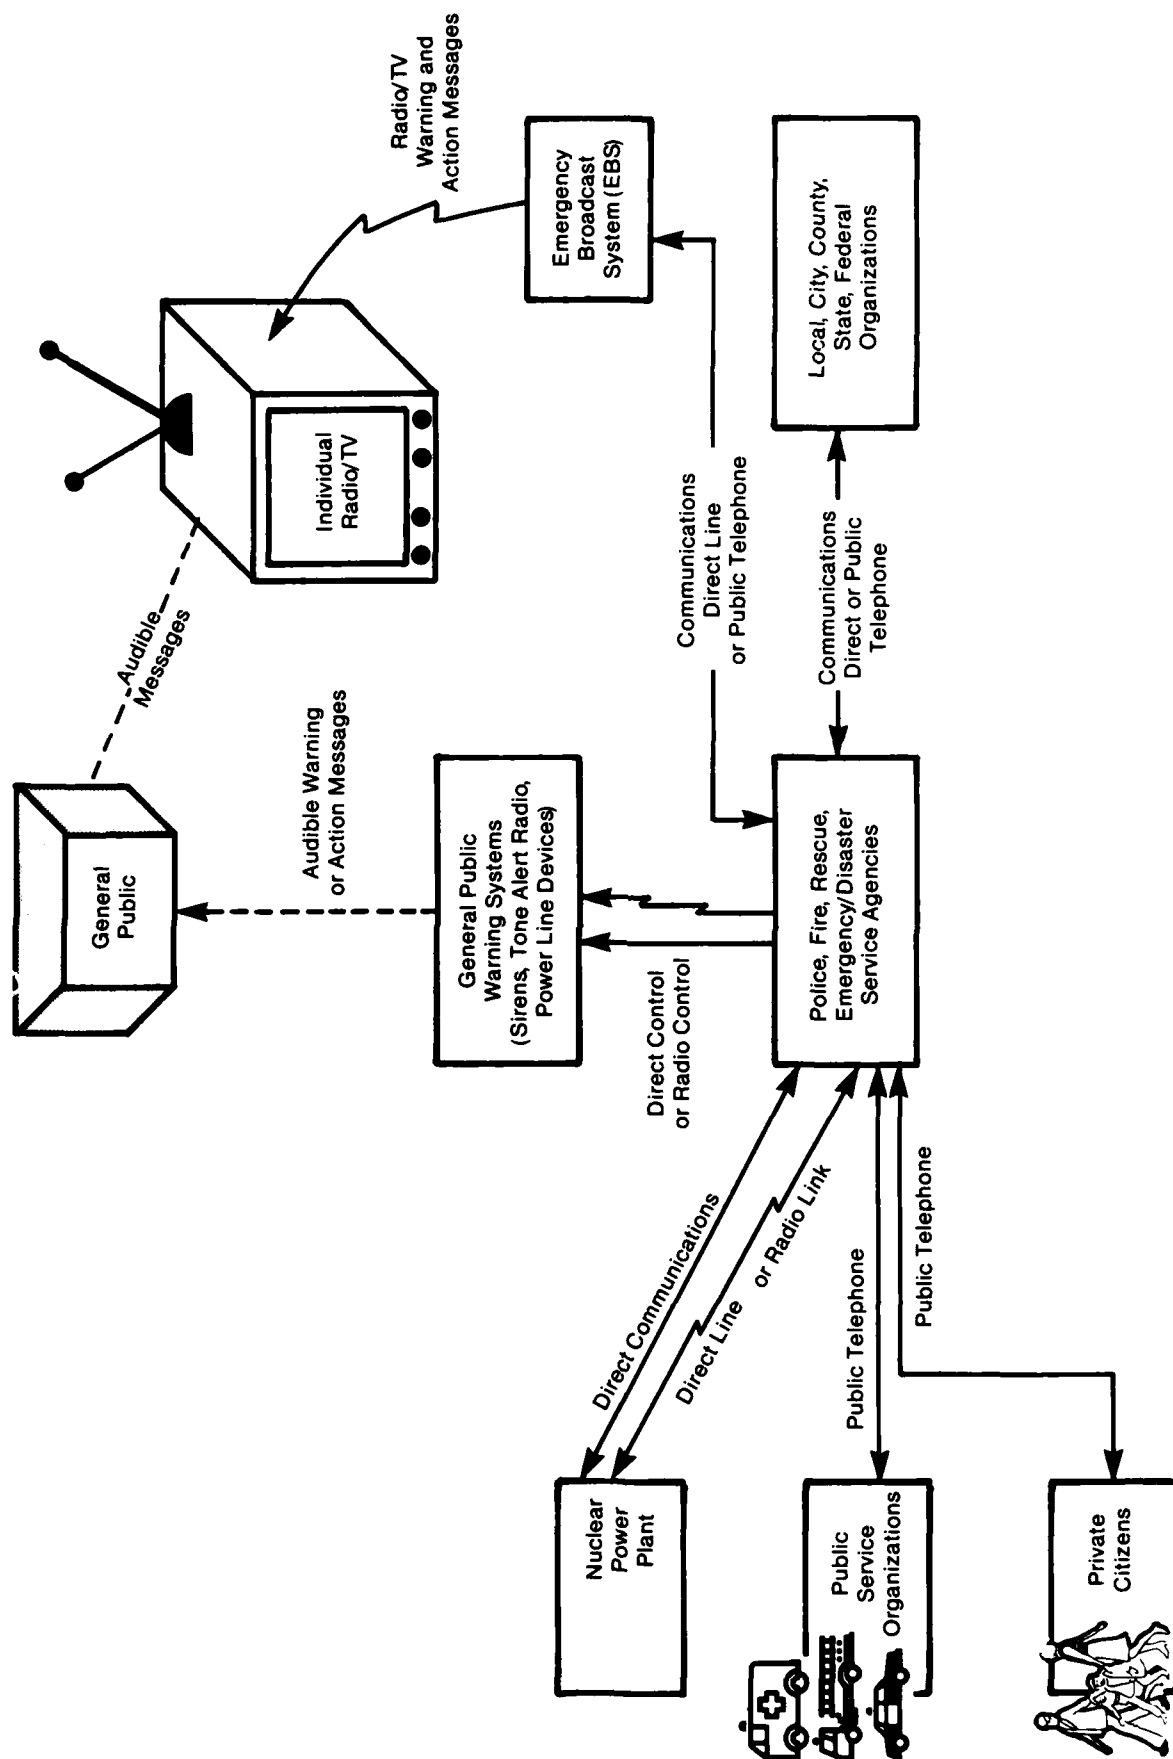 General
Public
Audible
Messages
Individual
Radio/TV
Radio/TV
Warning and
Action Messages
Audible Warning
or Action Messages
Emergency
Broadcast
System (EBS)
General Public
Warning Systems
(Sirens, Tone Alert Radio,
Power Line Devices)
Direct Control
or Radio Control
Communications
Direct Line
or Public Telephone
Nuclear
Power
Plant
Direct Communications
Direct Line or Radio Link
Police, Fire, Rescue,
Emergency/Disaster
Service Agencies
Communications
Direct or Public
Telephone
Local, City, County,
State, Federal
Organizations
Public
Service
Organizations
Public Telephone
Public Telephone
Private
Citizens